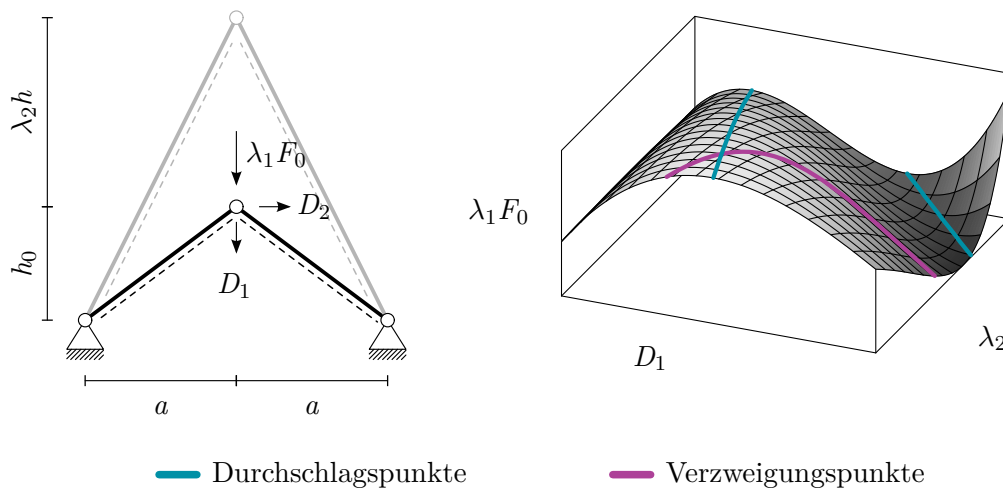 λ₂h
λ₁F₀
D₂
h₀
D₁
a
a
λ₁F₀
D₁
λ₂
Durchschlagspunkte
Verzweigungspunkte